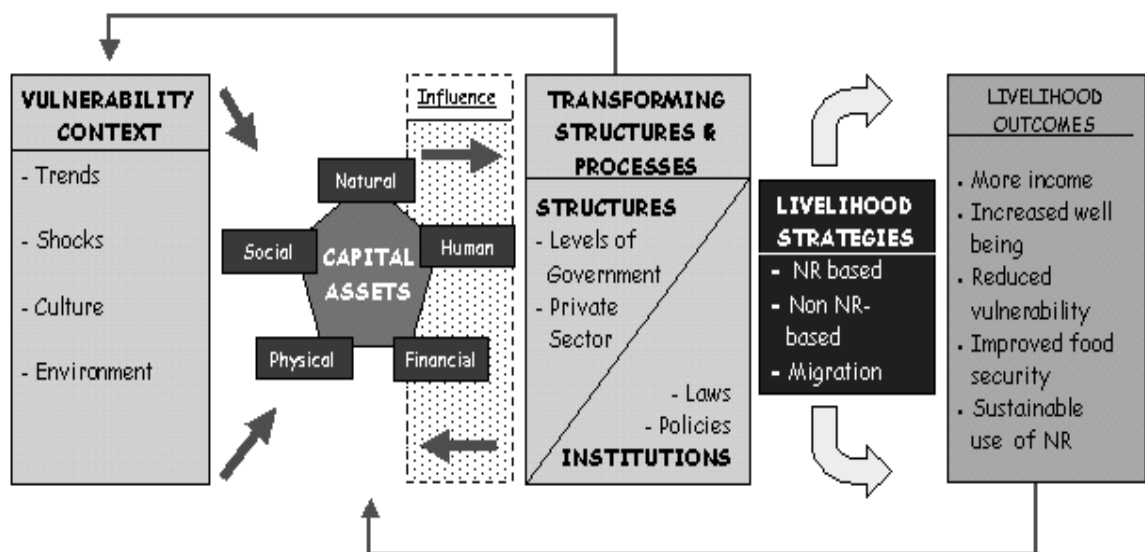 VULNERABILITY
CONTEXT
- Trends
- Shocks
- Culture
- Environment
Natural
Social
Human
CAPITAL
ASSETS
Physical
Financial
Influence
TRANSFORMING
STRUCTURES &
PROCESSES
STRUCTURES
- Levels of
Government
- Private
Sector
- Laws
- Policies
INSTITUTIONS
LIVELIHOOD
STRATEGIES
- NR based
- Non NR-
based
- Migration
LIVELIHOOD
OUTCOMES
. More income
. Increased well
being
. Reduced
vulnerability
. Improved food
security
. Sustainable
use of NR